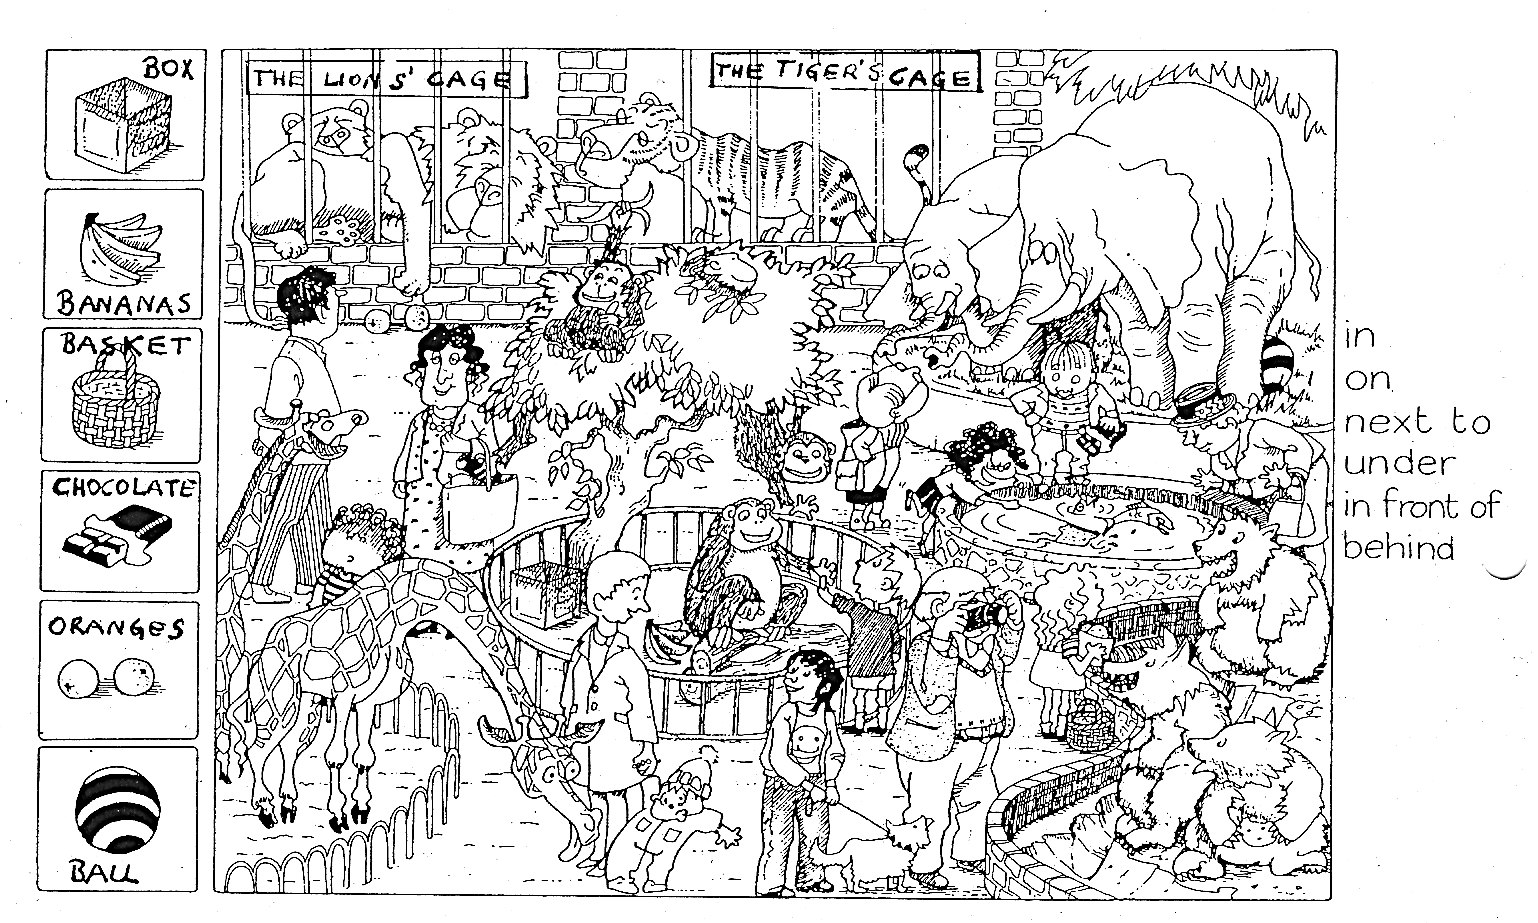 BOX
BANANAS
BASKET
CHOCOLATE
ORANGES
BALL
THE LIONS' CAGE
THE TIGER'S CAGE
in
on
next to
under
in front of
behind